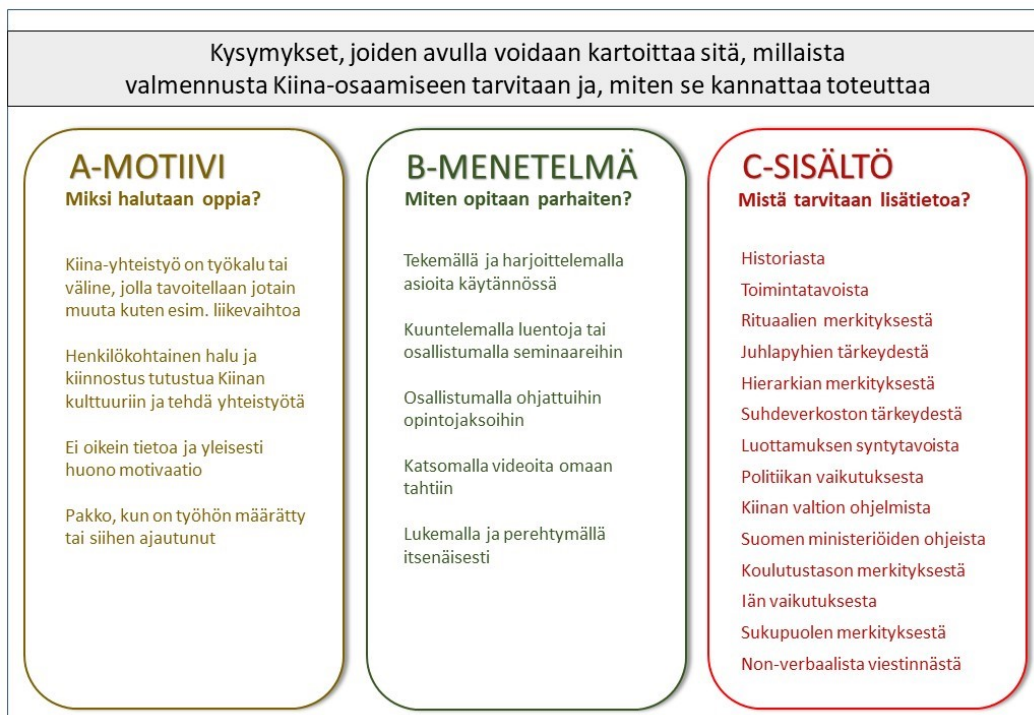 Kysymykset, joiden avulla voidaan kartoittaa sitä, millaista
valmennusta Kiina-osaamiseen tarvitaan ja, miten se kannattaa toteuttaa
A-MOTIIVI
Miksi halutaan oppia?
Kiina-yhteistyö on työkalu tai
väline, jolla tavoitellaan jotain
muuta kuten esim. liikevaihtoa
Henkilökohtainen halu ja
kiinnostus tutustua Kiinan
kulttuuriin ja tehdä yhteistyötä
Ei oikein tietoa ja yleisesti
huono motivaatio
Pakko, kun on työhön määrätty
tai siihen ajautunut
B-MENETELMÄ
Miten opitaan parhaiten?
Tekemällä ja harjoittelemalla
asioita käytännössä
Kuuntelemalla luentoja tai
osallistumalla seminaareihin
Osallistumalla ohjattuihin
opintojaksoihin
Katsomalla videoita omaan
tahtiin
Lukemalla ja perehtymällä
itsenäisesti
C-SISÄLTÖ
Mistä tarvitaan lisätietoa?
Historiasta
Toimintatavoista
Rituaalien merkityksestä
Juhlapyhien tärkeydestä
Hierarkian merkityksestä
Suhdeverkoston tärkeydestä
Luottamuksen syntytavoista
Politiikan vaikutuksesta
Kiinan valtion ohjelmista
Suomen ministeriöiden ohjeista
Koulutustason merkityksestä
Iän vaikutuksesta
Sukupuolen merkityksestä
Non-verbaalista viestinnästä